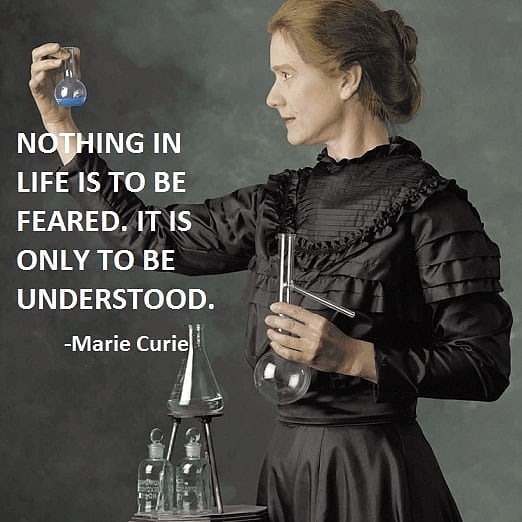 NOTHING IN
LIFE IS TO BE
FEARED. IT IS
ONLY TO BE
UNDERSTOOD.
-Marie Curie